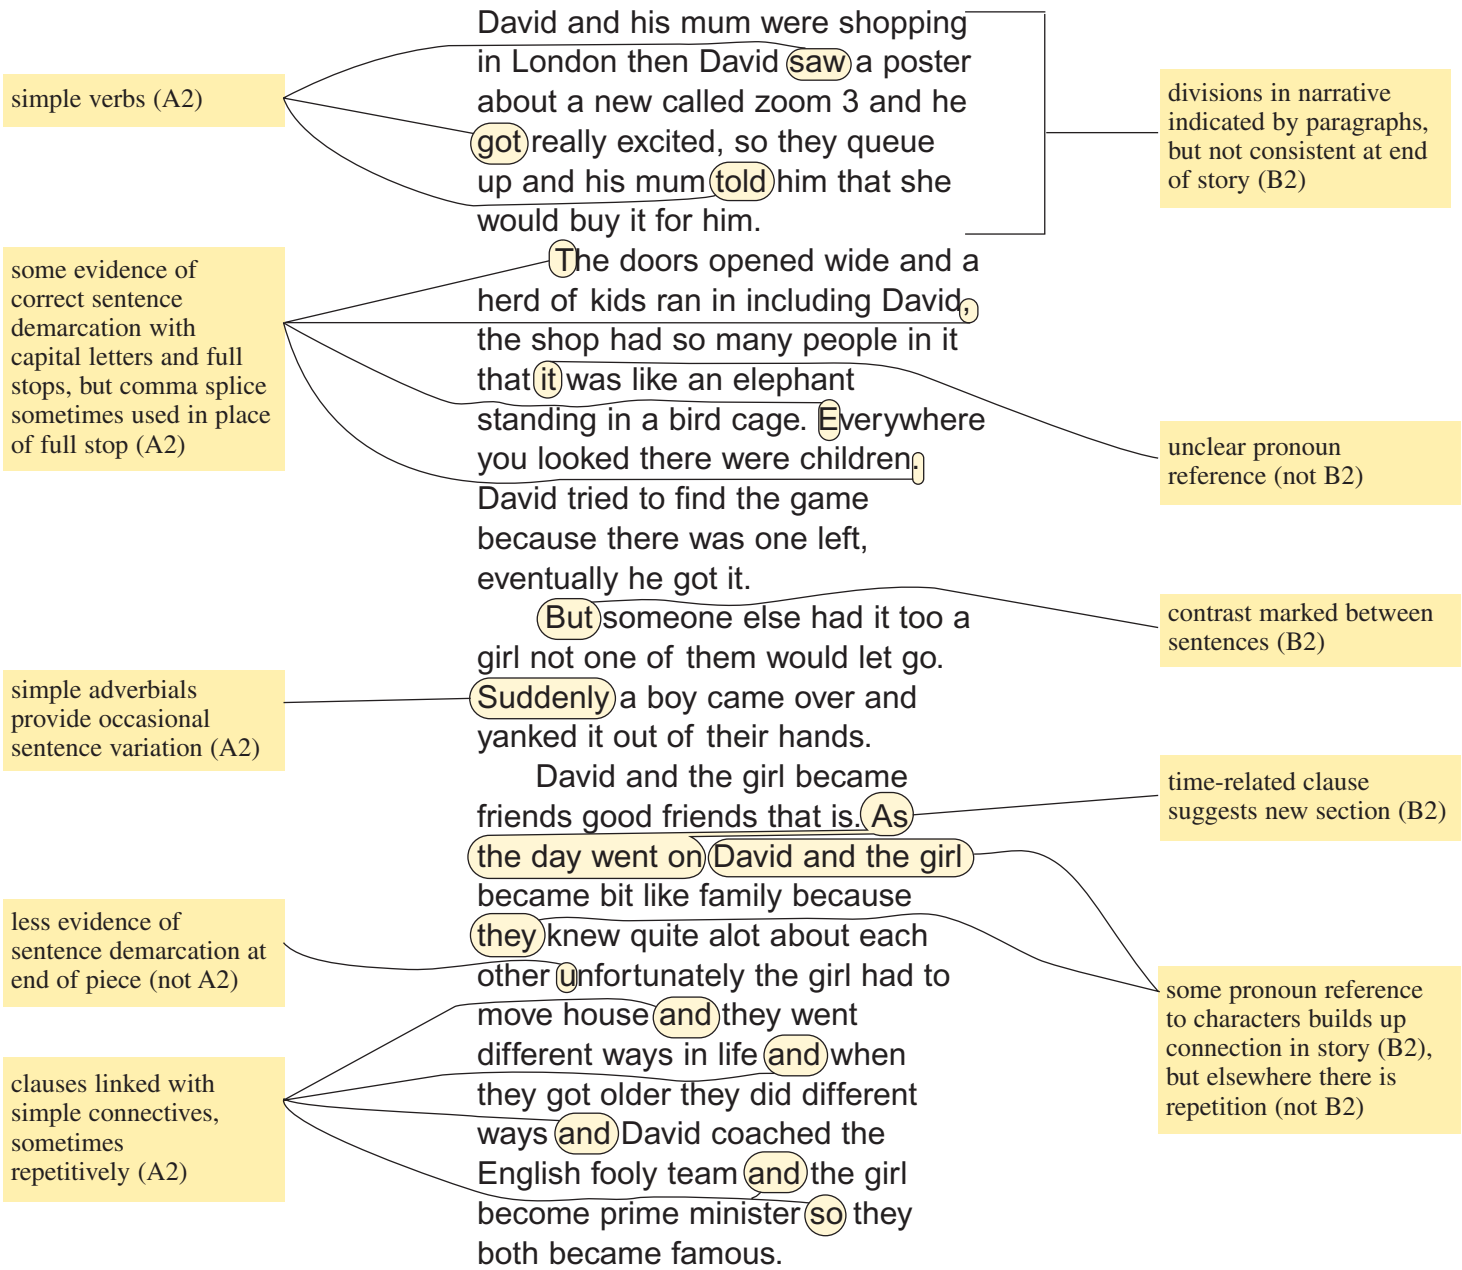 David and his mum were shopping
in London then David saw a poster
about a new called zoom 3 and he
got really excited, so they queue
up and his mum told him that she
would buy it for him.
The doors opened wide and a
herd of kids ran in including David,
the shop had so many people in it
that it was like an elephant
standing in a bird cage. Everywhere
you looked there were children.
David tried to find the game
because there was one left,
eventually he got it.
But someone else had it too a
girl not one of them would let go.
Suddenly a boy came over and
yanked it out of their hands.
David and the girl became
friends good friends that is. As
the day went on David and the girl
became bit like family because
they knew quite alot about each
other unfortunately the girl had to
move house and they went
different ways in life and when
they got older they did different
ways and David coached the
English fooly team and the girl
become prime minister so they
both became famous.
simple verbs (A2)
some evidence of
correct sentence
demarcation with
capital letters and full
stops, but comma splice
sometimes used in place
of full stop (A2)
simple adverbials
provide occasional
sentence variation (A2)
less evidence of
sentence demarcation at
end of piece (not A2)
clauses linked with
simple connectives,
sometimes
repetitively (A2)
divisions in narrative
indicated by paragraphs,
but not consistent at end
of story (B2)
unclear pronoun
reference (not B2)
contrast marked between
sentences (B2)
time-related clause
suggests new section (B2)
some pronoun reference
to characters builds up
connection in story (B2),
but elsewhere there is
repetition (not B2)